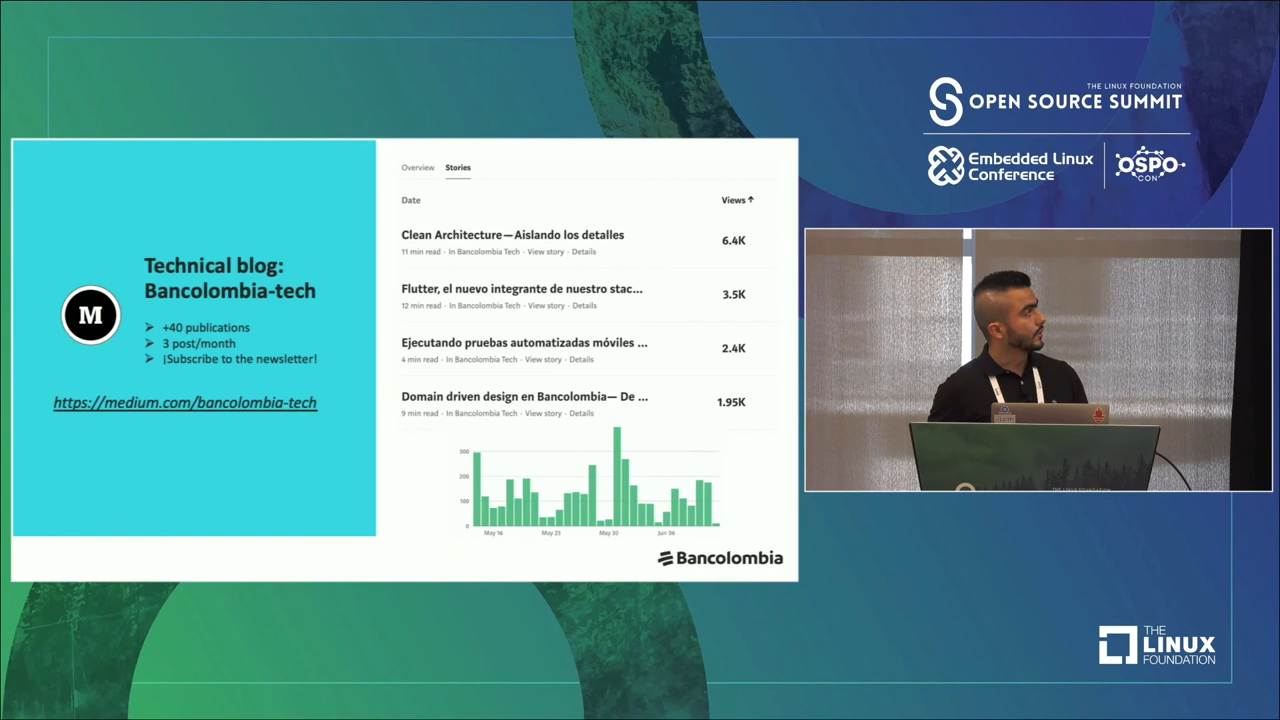 THE LINUX FOUNDATION
OPEN SOURCE SUMMIT
Embedded Linux
Conference
OSPO
CON
Technical blog:
Bancolombia-tech
M
➤ +40 publications
➤ 3 post/month
➤ ¡Subscribe to the newsletter!
https://medium.com/bancolombia-tech
Overview Stories
Date Views ↑
Clean Architecture — Aislando los detalles 6.4K
11 min read · In Bancolombia Tech · View story · Details
Flutter, el nuevo integrante de nuestro stac... 3.5K
12 min read · In Bancolombia Tech · View story · Details
Ejecutando pruebas automatizadas móviles ... 2.4K
4 min read · In Bancolombia Tech · View story · Details
Domain driven design en Bancolombia— De ... 1.95K
9 min read · In Bancolombia Tech · View story · Details
300
200
100
0
May 16 May 23 May 30 Jun 06
Bancolombia
THE LINUX FOUNDATION
THE
LINUX
FOUNDATION